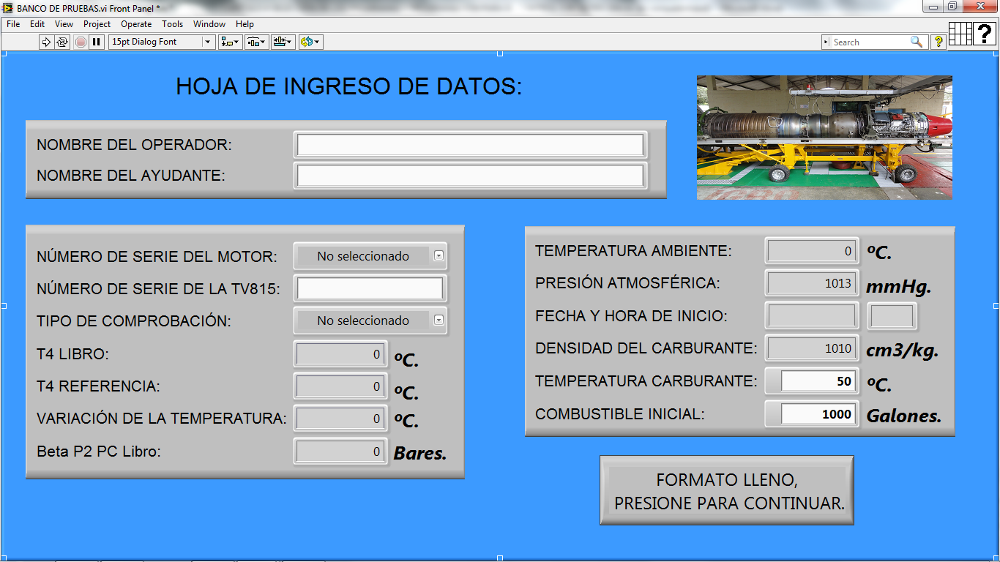 BANCO DE PRUEBAS.vi Front Panel *
File Edit View Project Operate Tools Window Help
15pt Dialog Font
Search
HOJA DE INGRESO DE DATOS:
NOMBRE DEL OPERADOR:
NOMBRE DEL AYUDANTE:
NÚMERO DE SERIE DEL MOTOR: No seleccionado
NÚMERO DE SERIE DE LA TV815:
TIPO DE COMPROBACIÓN: No seleccionado
T4 LIBRO: 0 ºC.
T4 REFERENCIA: 0 ºC.
VARIACIÓN DE LA TEMPERATURA: 0 ºC.
Beta P2 PC Libro: 0 Bares.
TEMPERATURA AMBIENTE: 0 ºC.
PRESIÓN ATMOSFÉRICA: 1013 mmHg.
FECHA Y HORA DE INICIO:
DENSIDAD DEL CARBURANTE: 1010 cm3/kg.
TEMPERATURA CARBURANTE: 50 ºC.
COMBUSTIBLE INICIAL: 1000 Galones.
FORMATO LLENO,
PRESIONE PARA CONTINUAR.